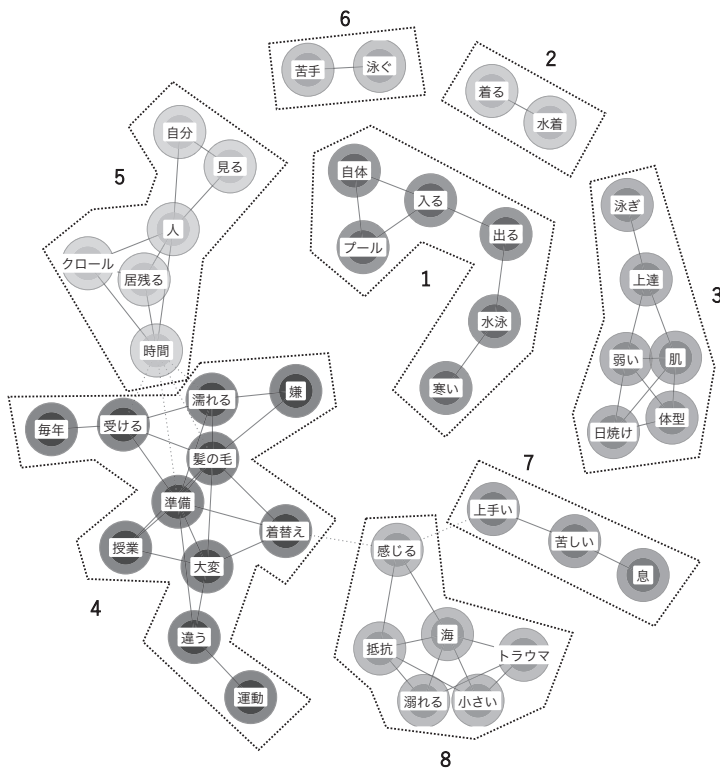 6
苦手
泳ぐ
2
着る
水着
自分
見る
5
人
クロール
居残る
時間
自体
入る
出る
プール
1
水泳
寒い
泳ぎ
上達
3
弱い
肌
日焼け
体型
濡れる
嫌
毎年
受ける
髪の毛
準備
着替え
授業
大変
4
違う
運動
7
上手い
苦しい
息
感じる
抵抗
海
トラウマ
溺れる
小さい
8